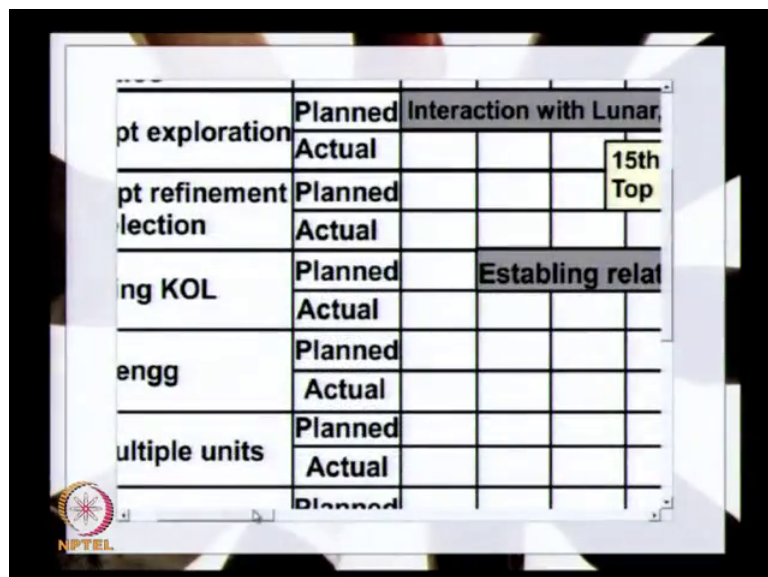 Planned Interaction with Lunar,
pt exploration
Actual
15th
Top
pt refinement Planned
lection
Actual
Planned Establing relat
ing KOL
Actual
Planned
engg
Actual
Planned
ultiple units
Actual
Planned
NPTEL